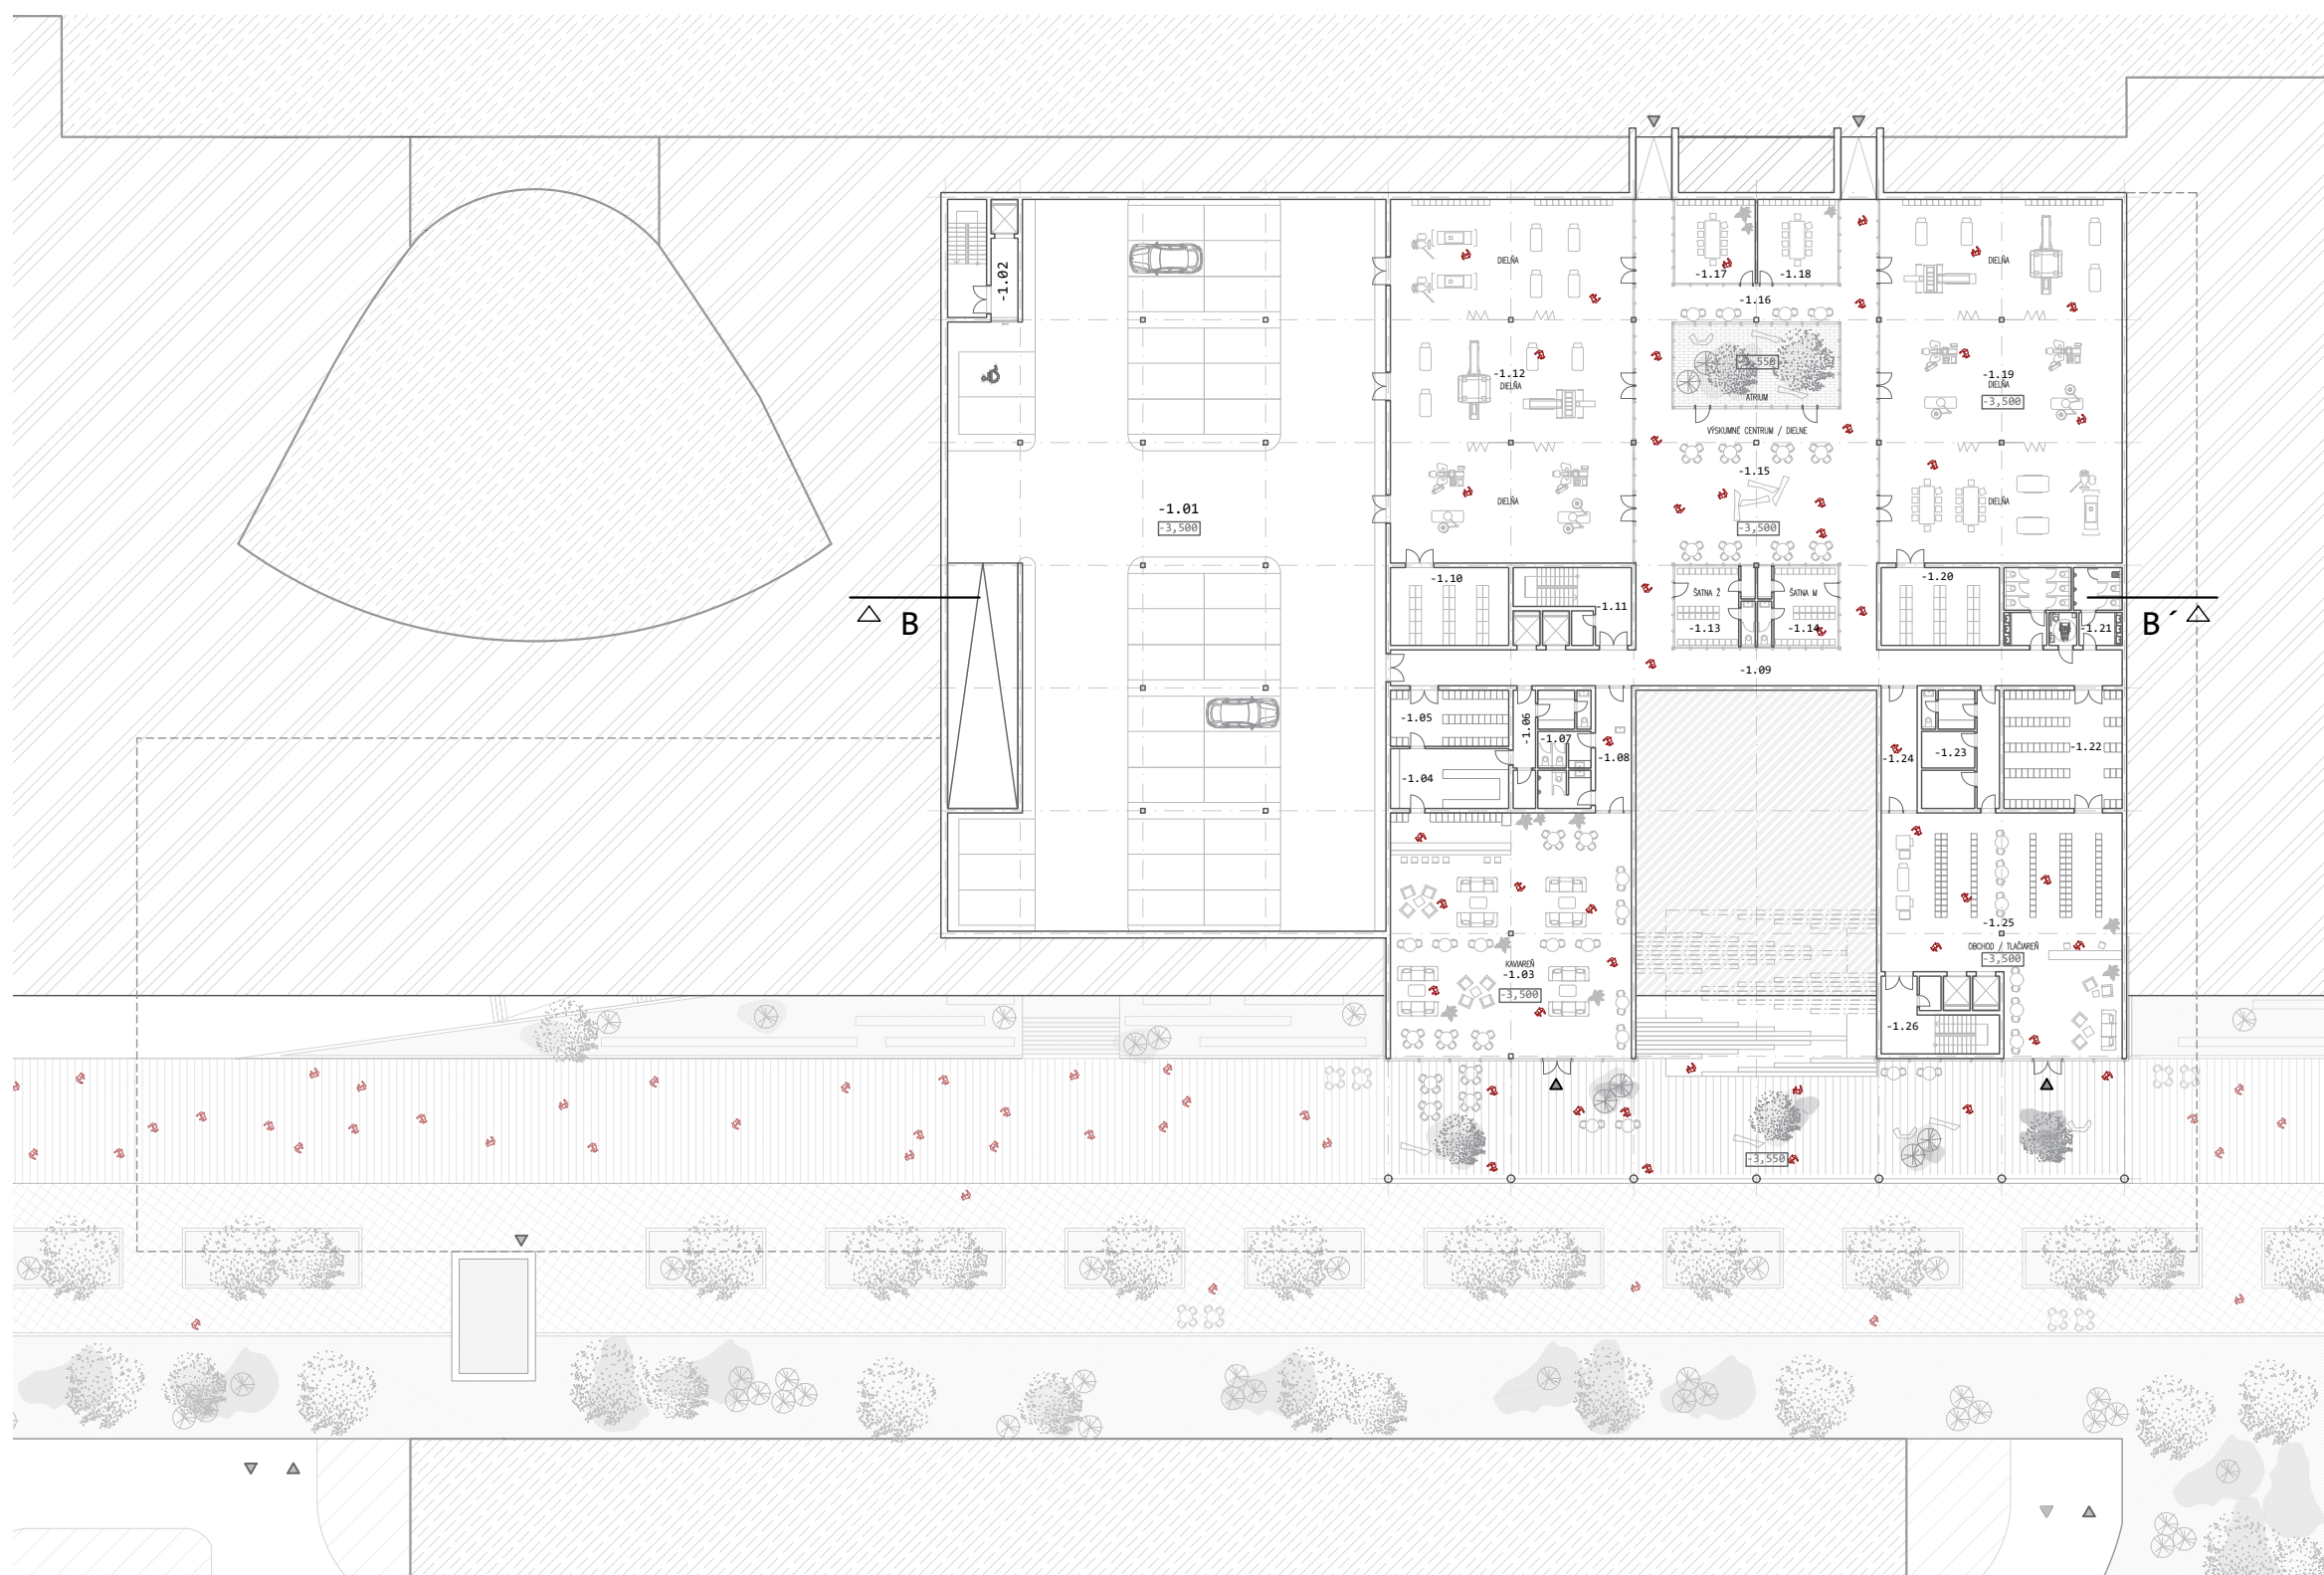 -1.02
DIELŇA
-1.17
-1.18
DIELŇA
-1.16
-3,550
-1.12
DIELŇA
ATRIUM
-1.19
DIELŇA
-3,500
VÝSKUMNÉ CENTRUM / DIELNE
-1.15
DIELŇA
DIELŇA
-1.01
-3,500
-3,500
-1.10
-1.11
ŠATNA Ž
ŠATNA M
-1.13
-1.14
-1.20
-1.21
B
B´
-1.09
-1.05
-1.06
-1.07
-1.08
-1.04
-1.24
-1.23
-1.22
-1.25
OBCHOD / TLAČIAREŇ
-3,500
KAVIAREŇ
-1.03
-3,500
-1.26
-3,550